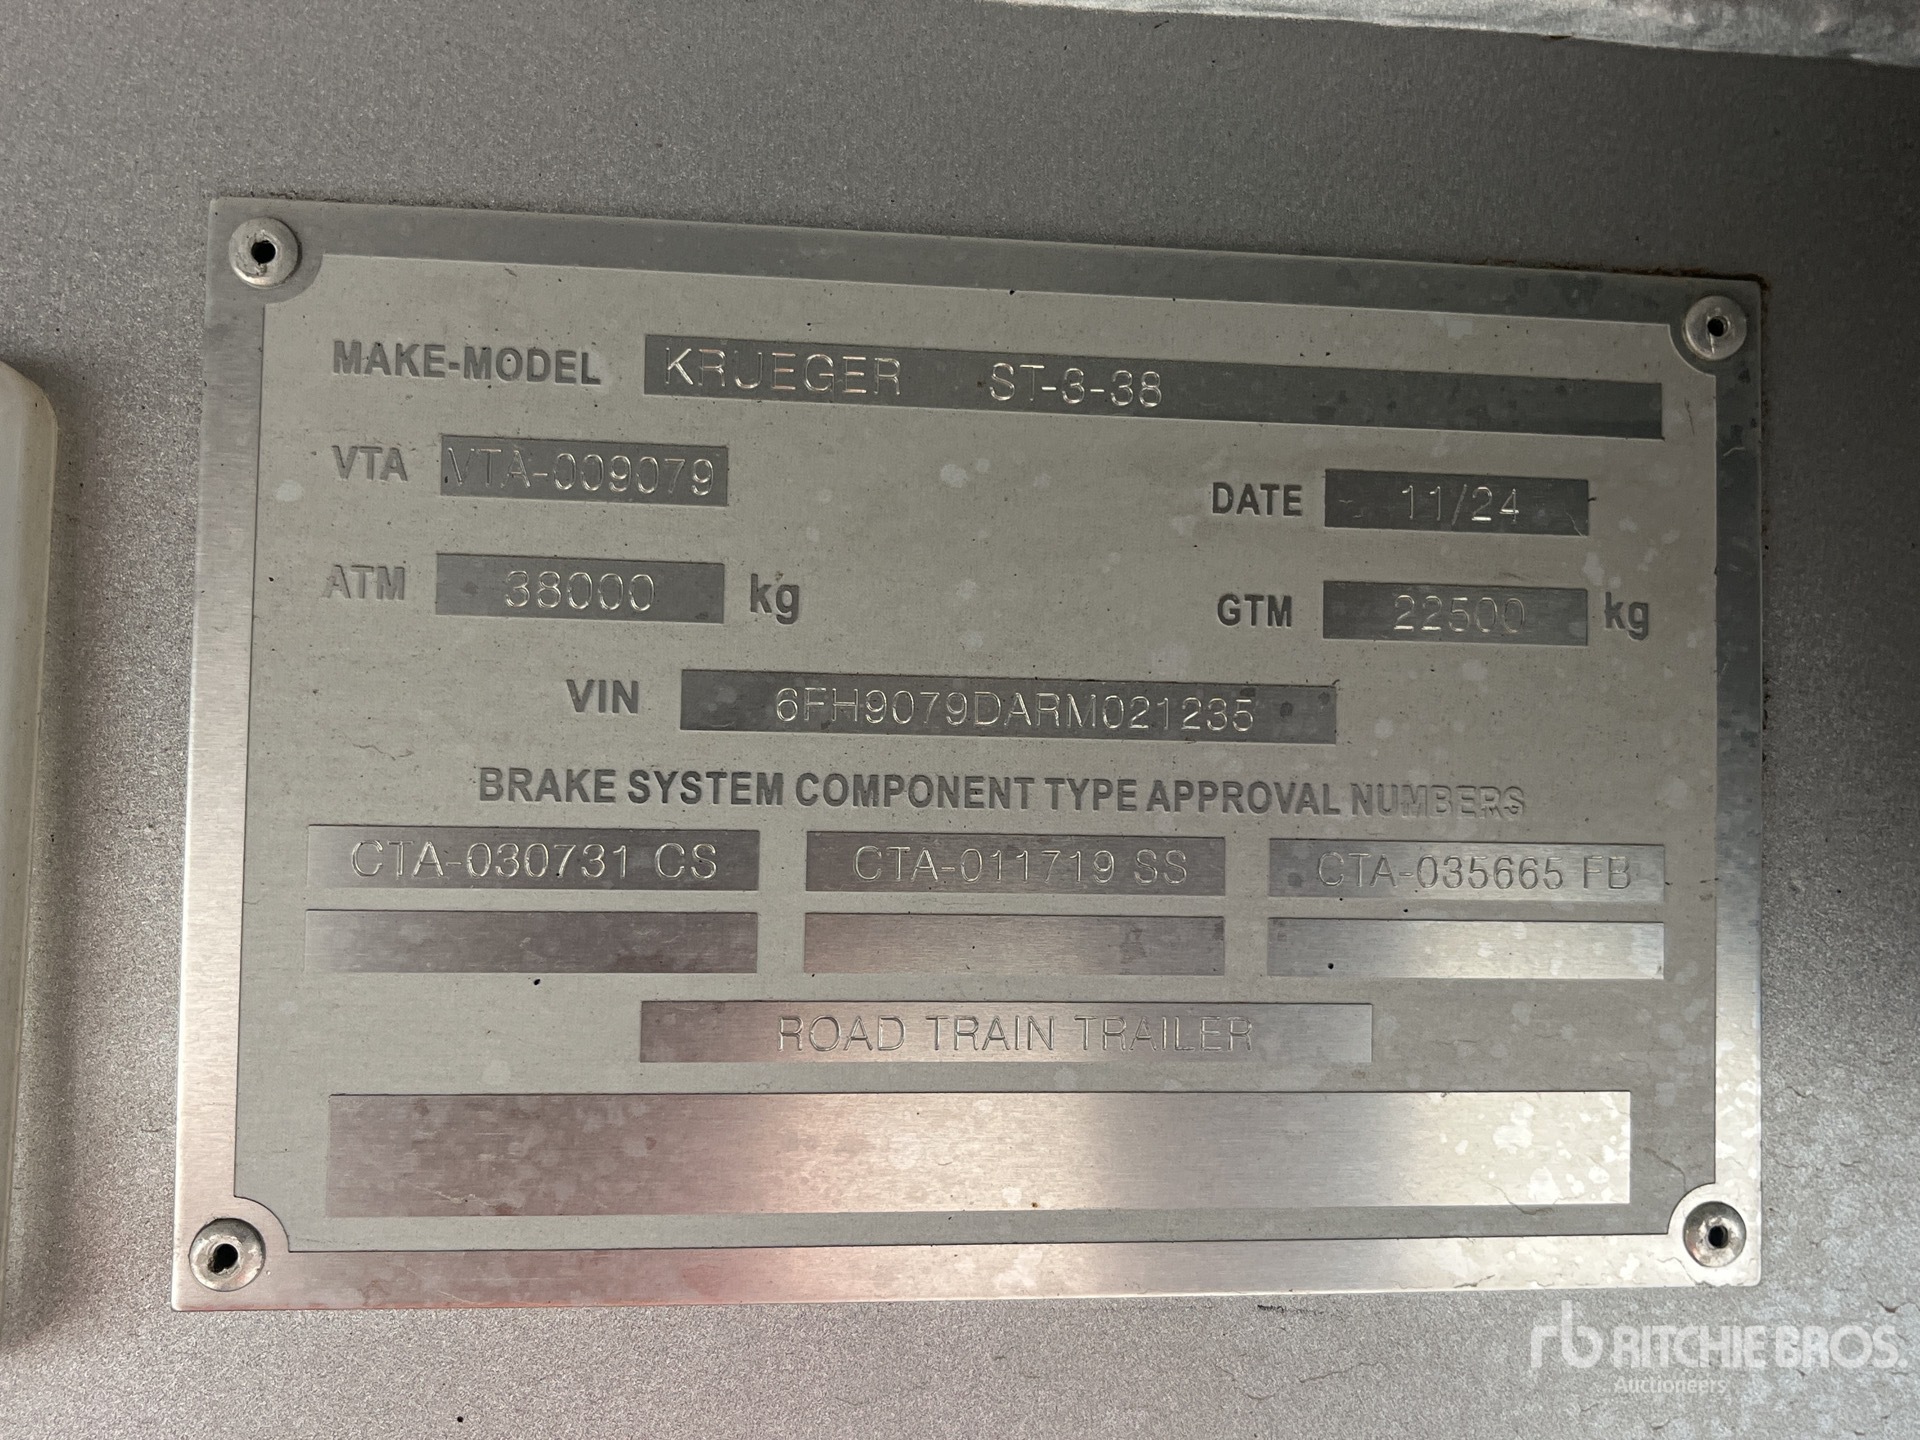 MAKE-MODEL KRUEGER ST-3-38
VTA VTA-009079
DATE 11/24
ATM 38000 kg
GTM 22500 kg
VIN 6FH9079DARM021235
BRAKE SYSTEM COMPONENT TYPE APPROVAL NUMBERS
CTA-030731 CS CTA-011719 SS CTA-035665 FB
ROAD TRAIN TRAILER
rb RITCHIE BROS.
Auctioneers